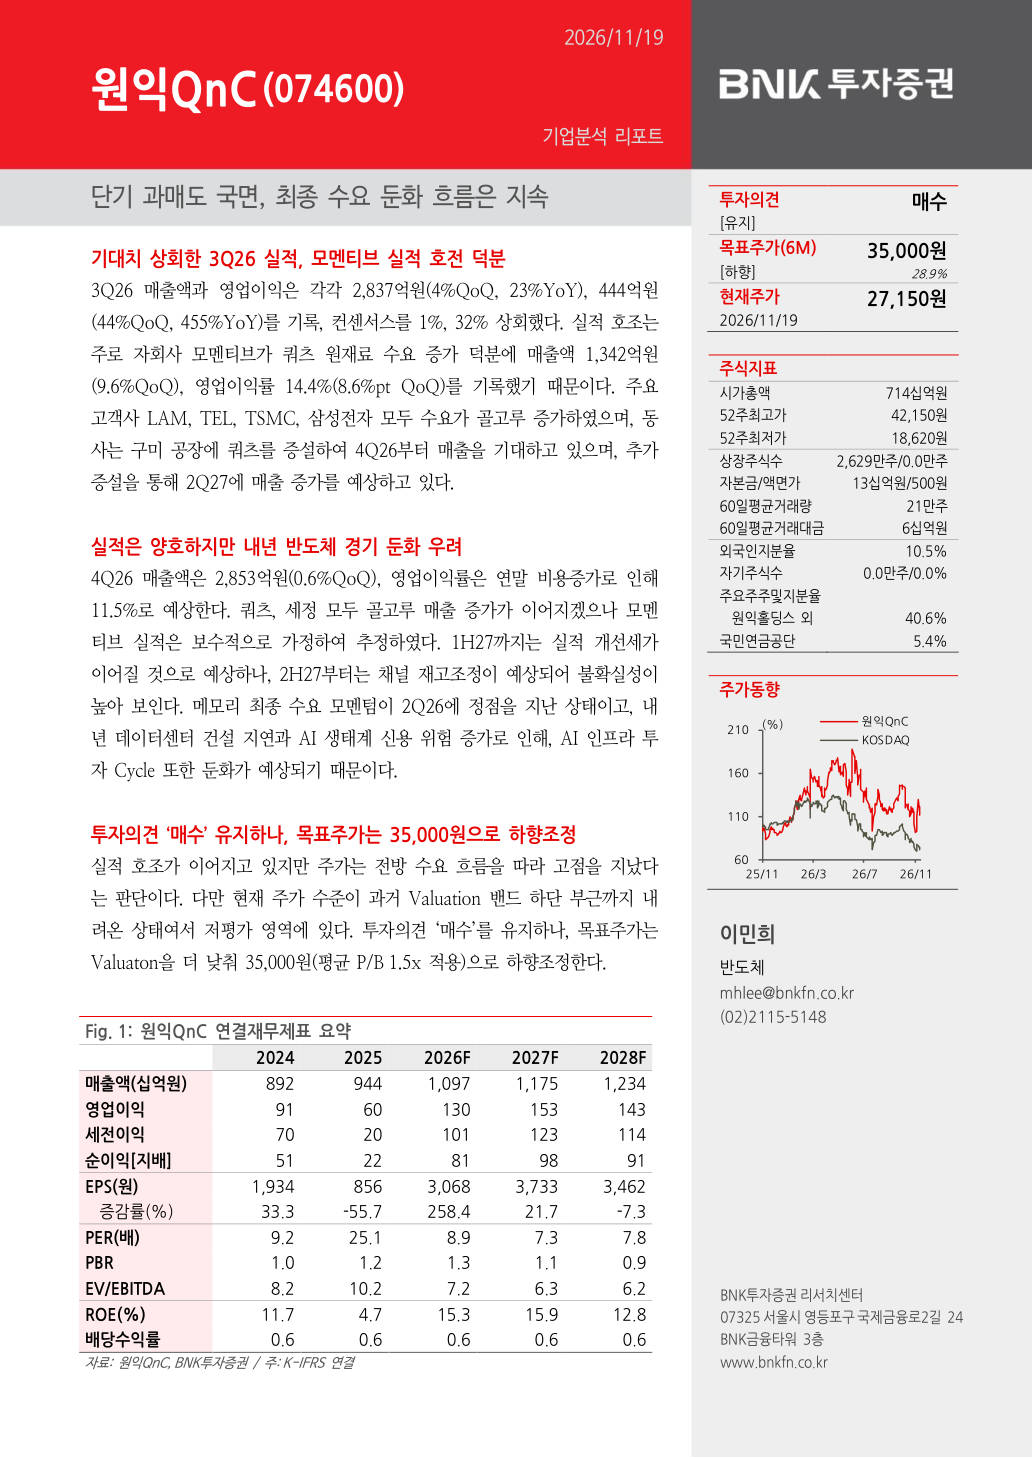 2026/11/19
원익QnC(074600)
기업분석 리포트
BNK 투자증권
단기 과매도 국면, 최종 수요 둔화 흐름은 지속
기대치 상회한 3Q26 실적, 모멘티브 실적 호전 덕분
3Q26 매출액과 영업이익은 각각 2,837억원(4%QoQ, 23%YoY), 444억원
(44%QoQ, 455%YoY)를 기록, 컨센서스를 1%, 32% 상회했다. 실적 호조는
주로 자회사 모멘티브가 쿼츠 원재료 수요 증가 덕분에 매출액 1,342억원
(9.6%QoQ), 영업이익률 14.4%(8.6%pt QoQ)를 기록했기 때문이다. 주요
고객사 LAM, TEL, TSMC, 삼성전자 모두 수요가 골고루 증가하였으며, 동
사는 구미 공장에 쿼츠를 증설하여 4Q26부터 매출을 기대하고 있으며, 추가
증설을 통해 2Q27에 매출 증가를 예상하고 있다.
실적은 양호하지만 내년 반도체 경기 둔화 우려
4Q26 매출액은 2,853억원(0.6%QoQ), 영업이익률은 연말 비용증가로 인해
11.5%로 예상한다. 쿼츠, 세정 모두 골고루 매출 증가가 이어지겠으나 모멘
티브 실적은 보수적으로 가정하여 추정하였다. 1H27까지는 실적 개선세가
이어질 것으로 예상하나, 2H27부터는 채널 재고조정이 예상되어 불확실성이
높아 보인다. 메모리 최종 수요 모멘텀이 2Q26에 정점을 지난 상태이고, 내
년 데이터센터 건설 지연과 AI 생태계 신용 위험 증가로 인해, AI 인프라 투
자 Cycle 또한 둔화가 예상되기 때문이다.
투자의견 ‘매수’ 유지하나, 목표주가는 35,000원으로 하향조정
실적 호조가 이어지고 있지만 주가는 전방 수요 흐름을 따라 고점을 지났다
는 판단이다. 다만 현재 주가 수준이 과거 Valuation 밴드 하단 부근까지 내
려온 상태여서 저평가 영역에 있다. 투자의견 ‘매수’를 유지하나, 목표주가는
Valuaton을 더 낮춰 35,000원(평균 P/B 1.5x 적용)으로 하향조정한다.
Fig. 1: 원익QnC 연결재무제표 요약
2024 2025 2026F 2027F 2028F
매출액(십억원) 892 944 1,097 1,175 1,234
영업이익 91 60 130 153 143
세전이익 70 20 101 123 114
순이익[지배] 51 22 81 98 91
EPS(원) 1,934 856 3,068 3,733 3,462
증감률(%) 33.3 -55.7 258.4 21.7 -7.3
PER(배) 9.2 25.1 8.9 7.3 7.8
PBR 1.0 1.2 1.3 1.1 0.9
EV/EBITDA 8.2 10.2 7.2 6.3 6.2
ROE(%) 11.7 4.7 15.3 15.9 12.8
배당수익률 0.6 0.6 0.6 0.6 0.6
자료: 원익QnC, BNK투자증권 / 주: K-IFRS 연결
투자의견 매수
[유지]
목표주가(6M) 35,000원
[하향] 28.9%
현재주가 27,150원
2026/11/19
주식지표
시가총액 714십억원
52주최고가 42,150원
52주최저가 18,620원
상장주식수 2,629만주/0.0만주
자본금/액면가 13십억원/500원
60일평균거래량 21만주
60일평균거래대금 6십억원
외국인지분율 10.5%
자기주식수 0.0만주/0.0%
주요주주및지분율
원익홀딩스 외 40.6%
국민연금공단 5.4%
주가동향
(%)
원익QnC
KOSDAQ
210
160
110
60
25/11 26/3 26/7 26/11
이민희
반도체
mhlee@bnkfn.co.kr
(02)2115-5148
BNK투자증권 리서치센터
07325 서울시 영등포구 국제금융로2길 24
BNK금융타워 3층
www.bnkfn.co.kr